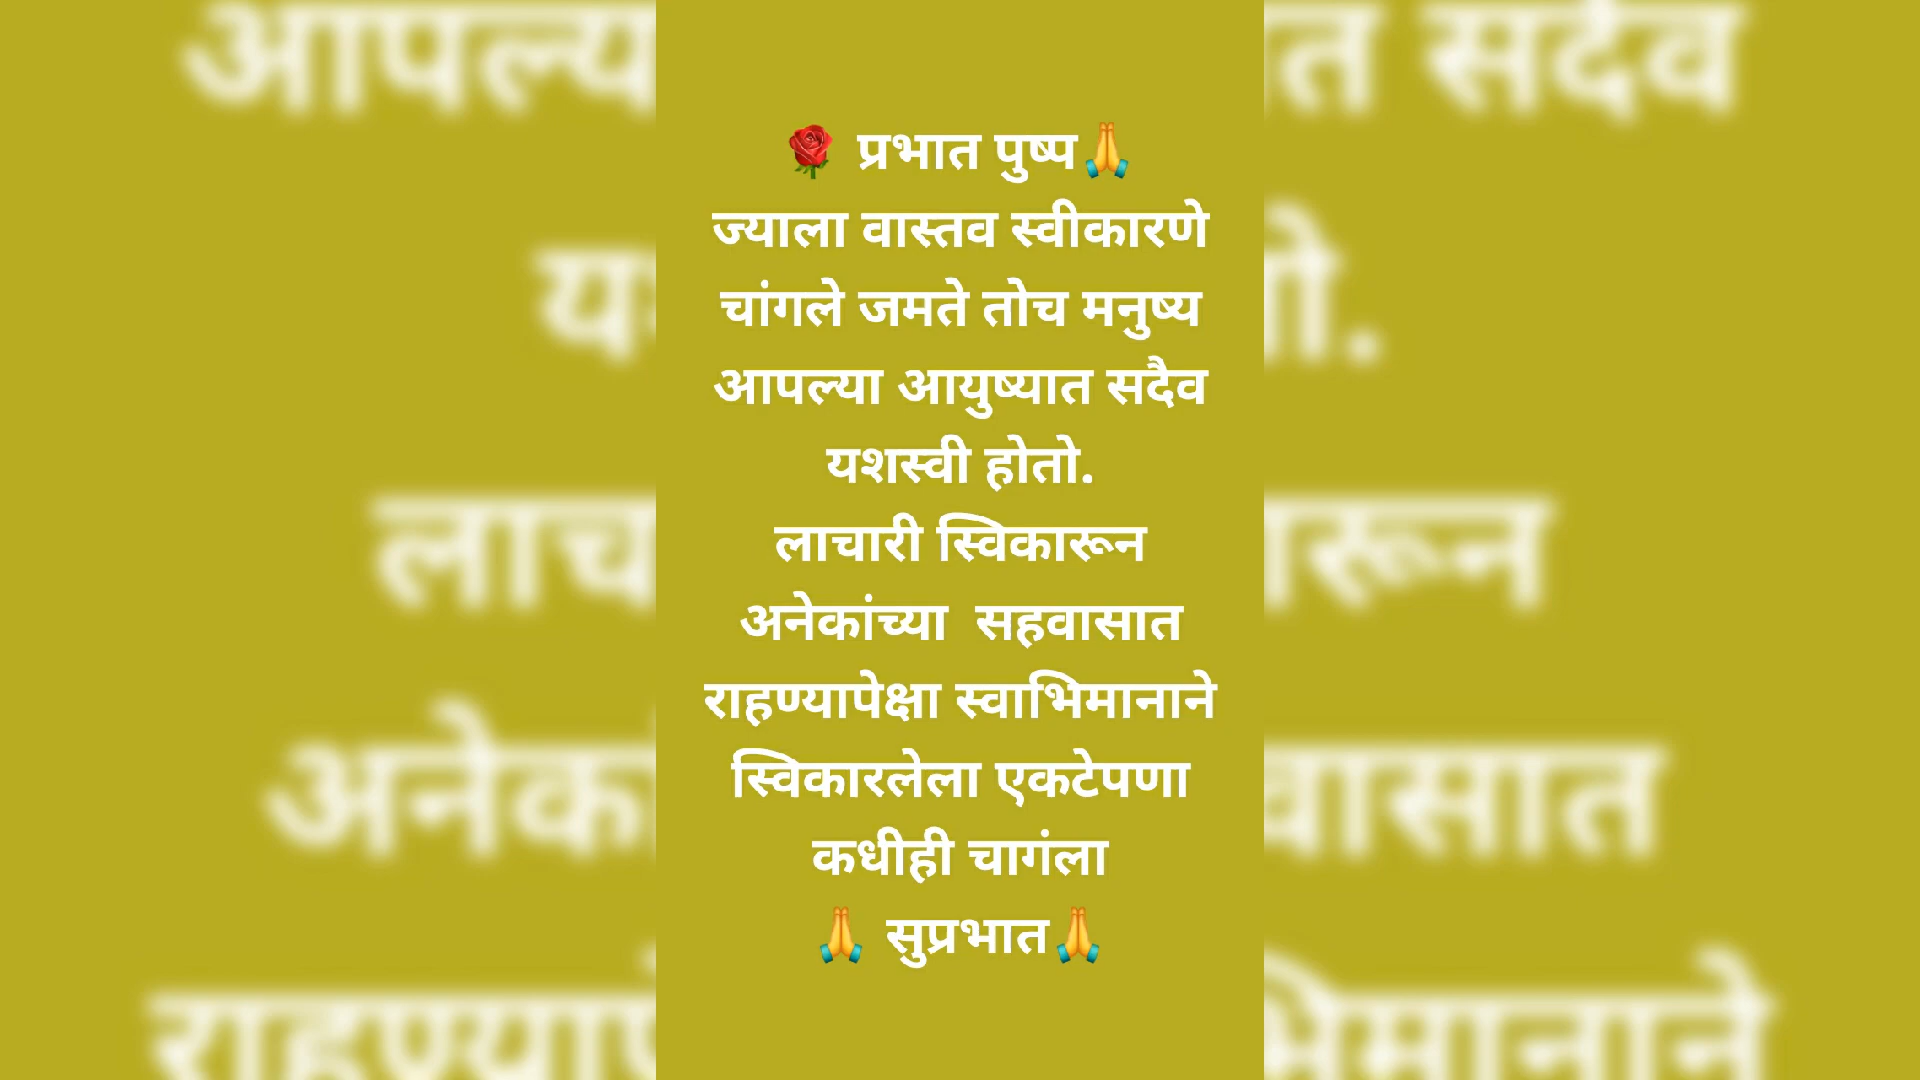 🌹 प्रभात पुष्प🙏
ज्याला वास्तव स्वीकारणे
चांगले जमते तोच मनुष्य
आपल्या आयुष्यात सदैव
यशस्वी होतो.
लाचारी स्विकारून
अनेकांच्या  सहवासात
राहण्यापेक्षा स्वाभिमानाने
स्विकारलेला एकटेपणा
कधीही चागंला
🙏 सुप्रभात🙏